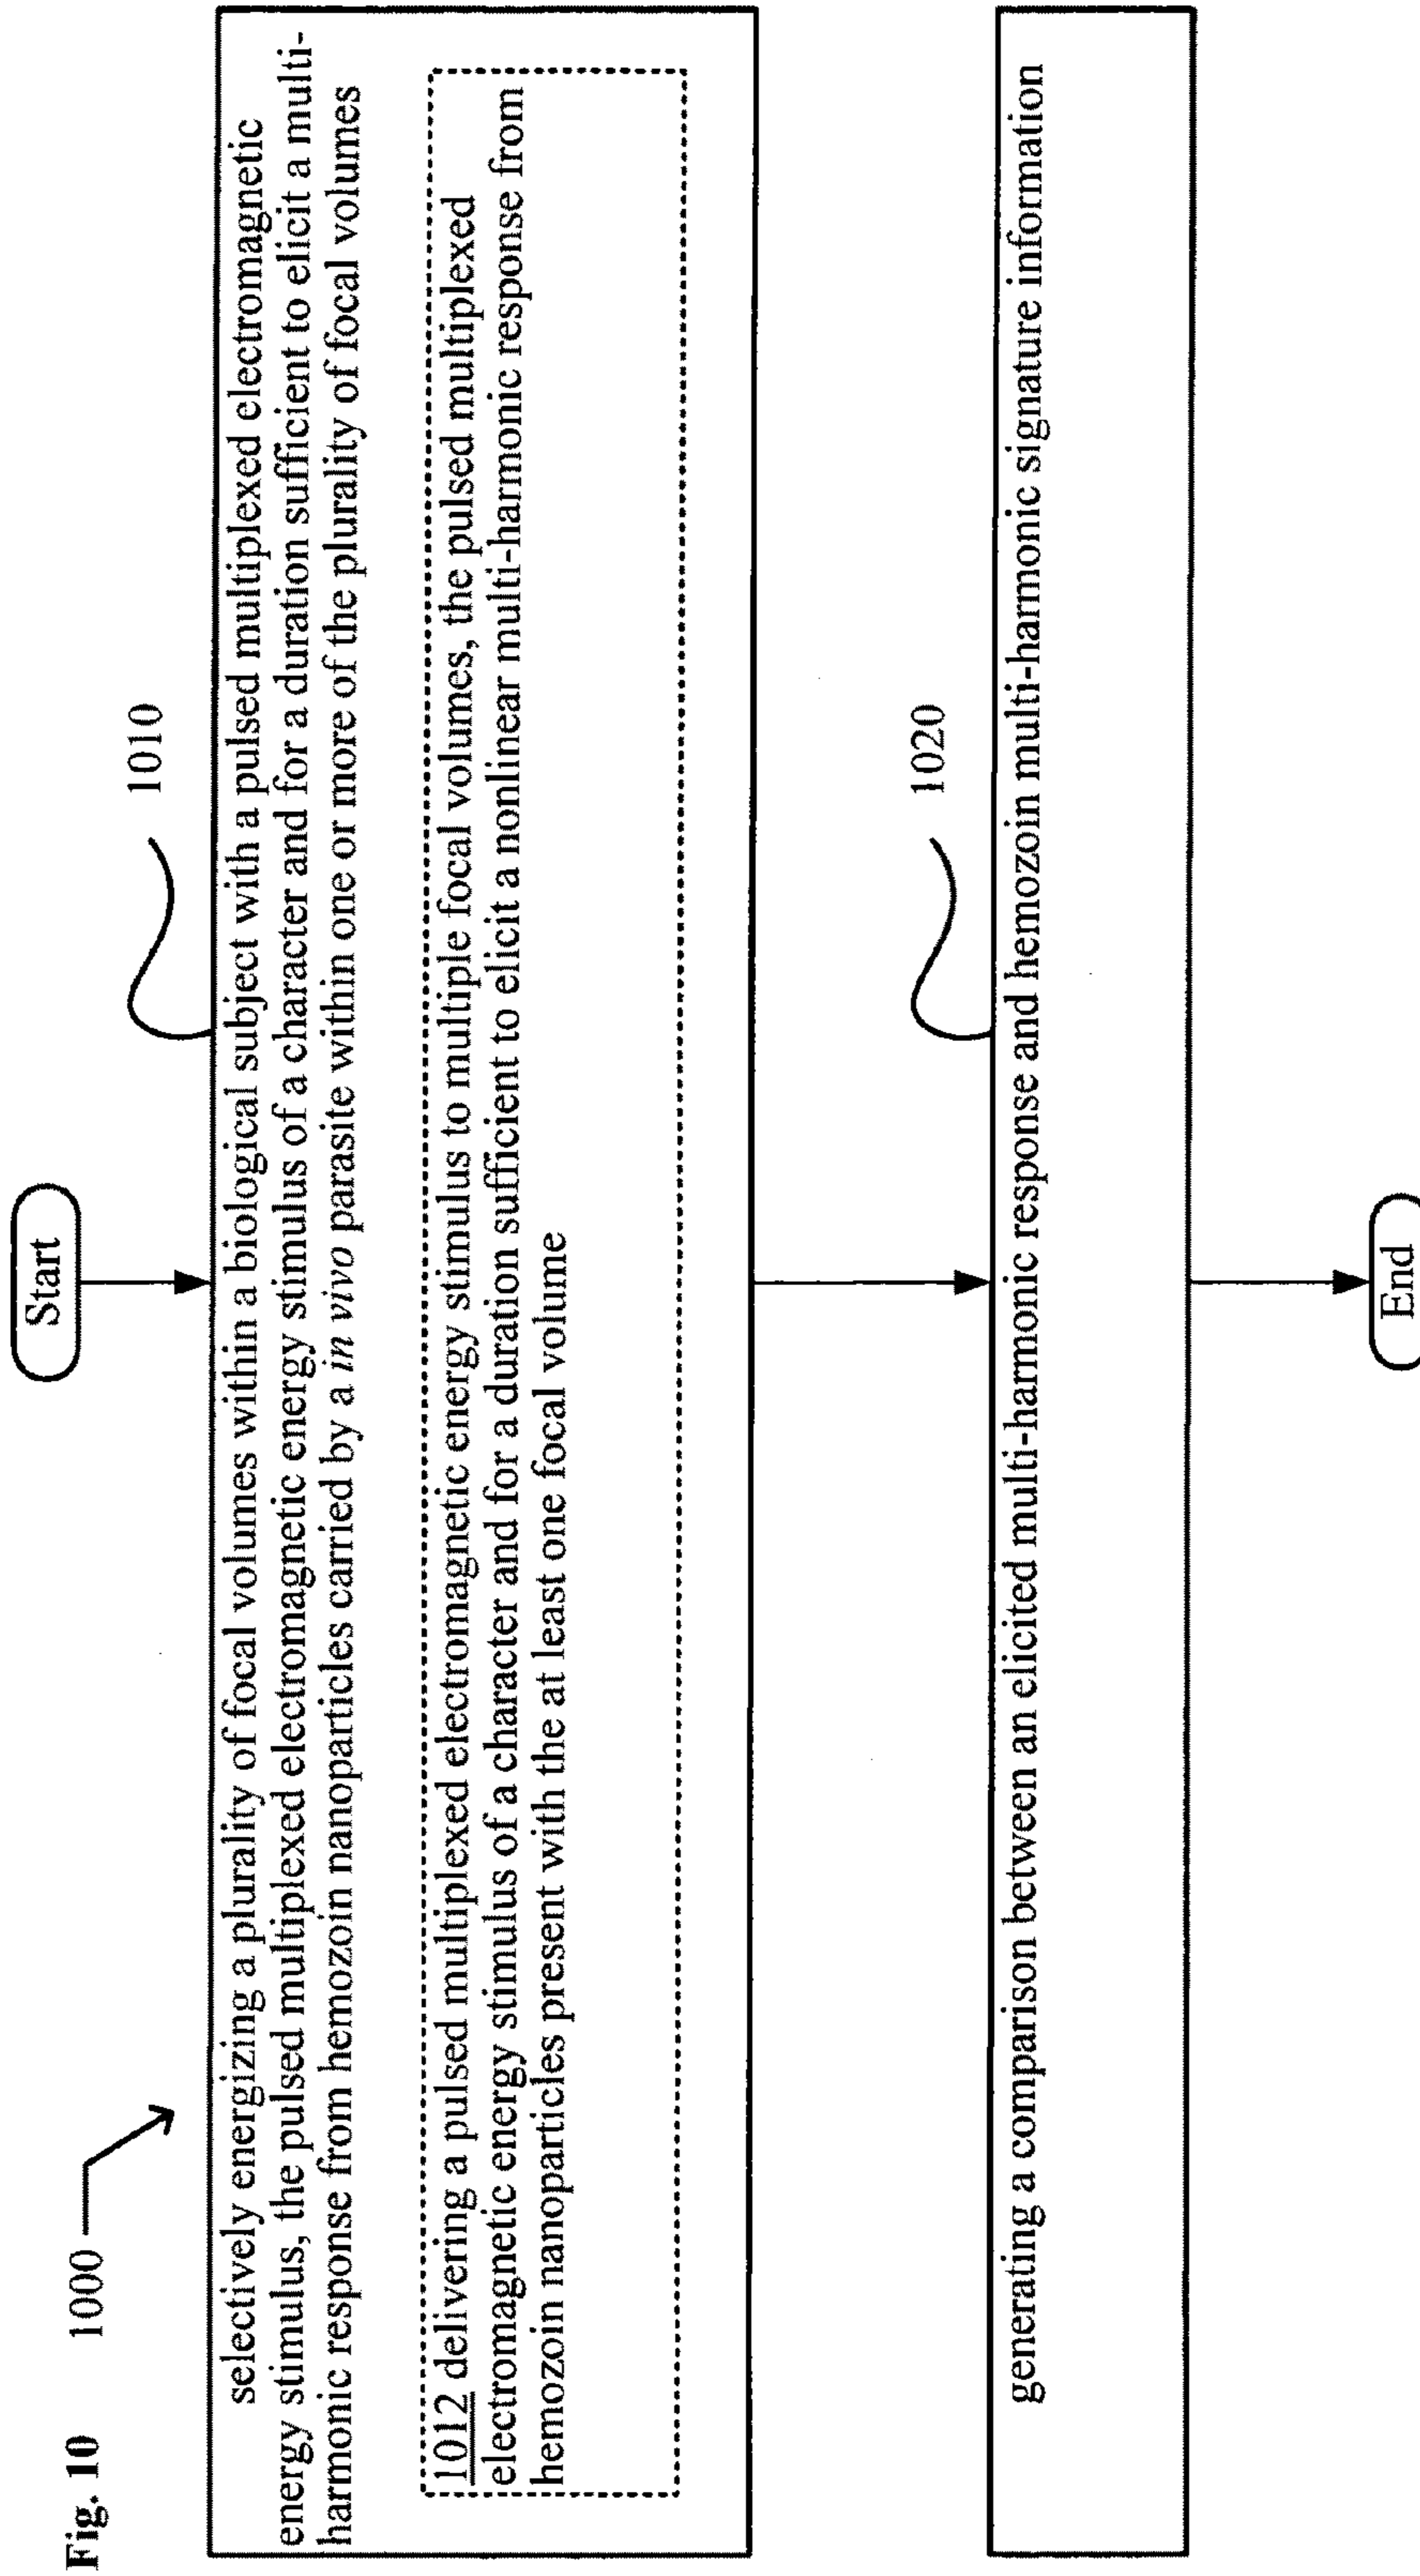 Fig. 10
1000
Start
1010
selectively energizing a plurality of focal volumes within a biological subject with a pulsed multiplexed electromagnetic
energy stimulus, the pulsed multiplexed electromagnetic energy stimulus of a character and for a duration sufficient to elicit a multi-
harmonic response from hemozoin nanoparticles carried by a in vivo parasite within one or more of the plurality of focal volumes
1012 delivering a pulsed multiplexed electromagnetic energy stimulus to multiple focal volumes, the pulsed multiplexed
electromagnetic energy stimulus of a character and for a duration sufficient to elicit a nonlinear multi-harmonic response from
hemozoin nanoparticles present with the at least one focal volume
1020
generating a comparison between an elicited multi-harmonic response and hemozoin multi-harmonic signature information
End